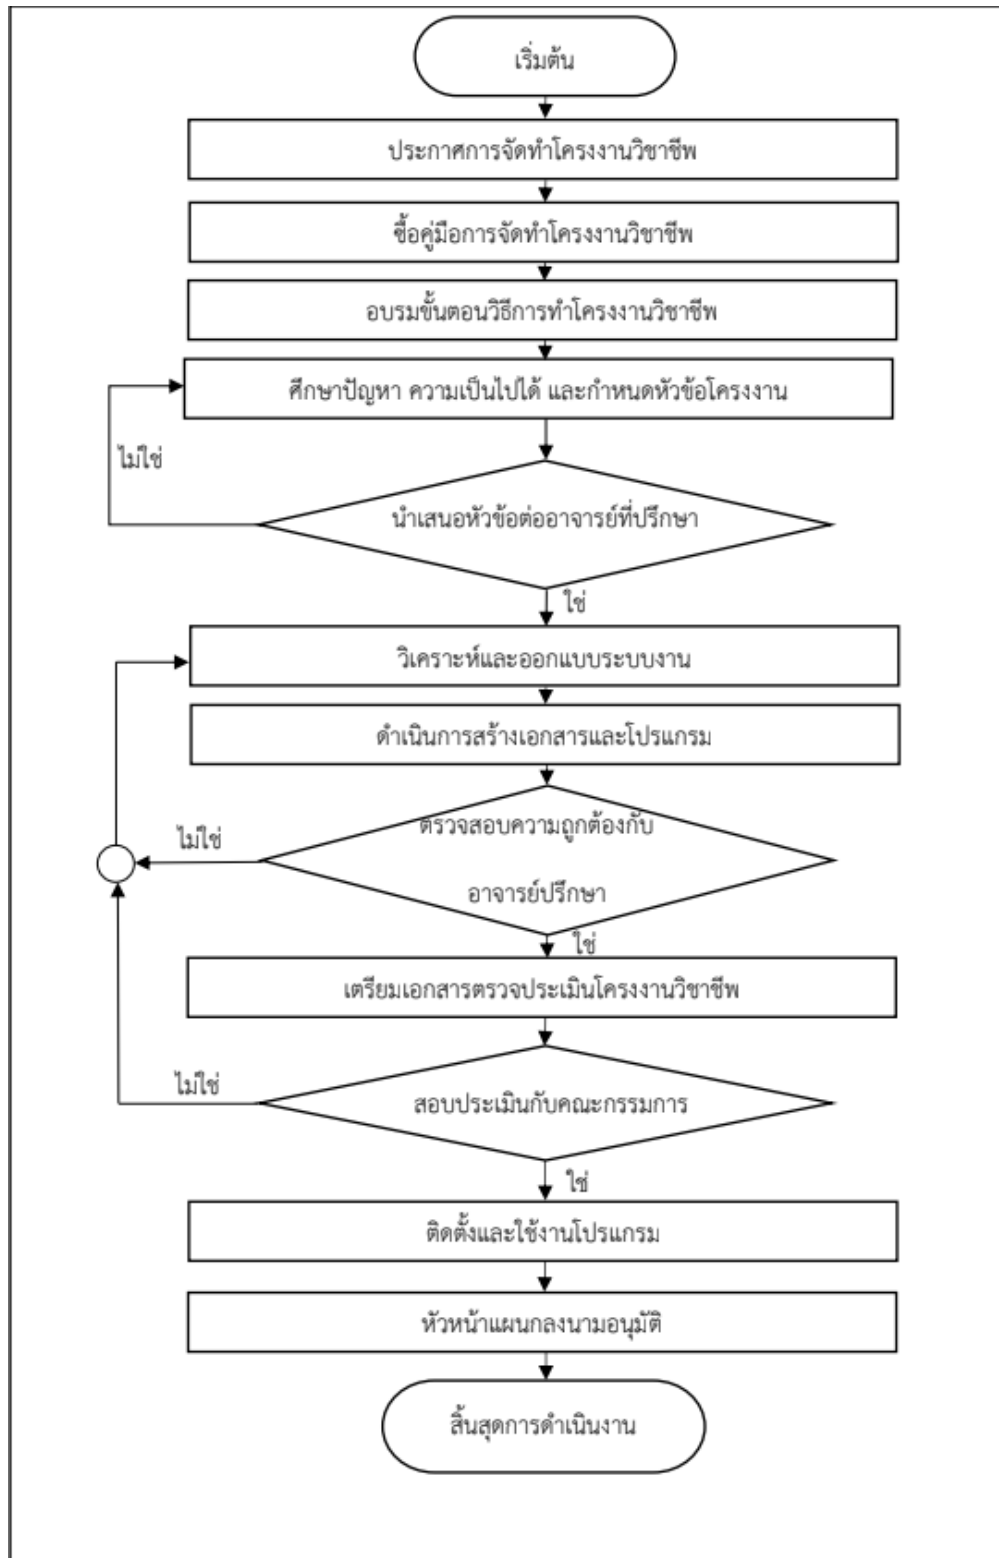 เริ่มต้น
ประกาศการจัดทำโครงงานวิชาชีพ
ซื้อคู่มือการจัดทำโครงงานวิชาชีพ
อบรมขั้นตอนวิธีการทำโครงงานวิชาชีพ
ศึกษาปัญหา ความเป็นไปได้ และกำหนดหัวข้อโครงงาน
ไม่ใช่
นำเสนอหัวข้อต่ออาจารย์ที่ปรึกษา
ใช่
วิเคราะห์และออกแบบระบบงาน
ดำเนินการสร้างเอกสารและโปรแกรม
ตรวจสอบความถูกต้องกับ
ไม่ใช่
อาจารย์ปรึกษา
ใช่
เตรียมเอกสารตรวจประเมินโครงงานวิชาชีพ
ไม่ใช่
สอบประเมินกับคณะกรรมการ
ใช่
ติดตั้งและใช้งานโปรแกรม
หัวหน้าแผนกลงนามอนุมัติ
สิ้นสุดการดำเนินงาน